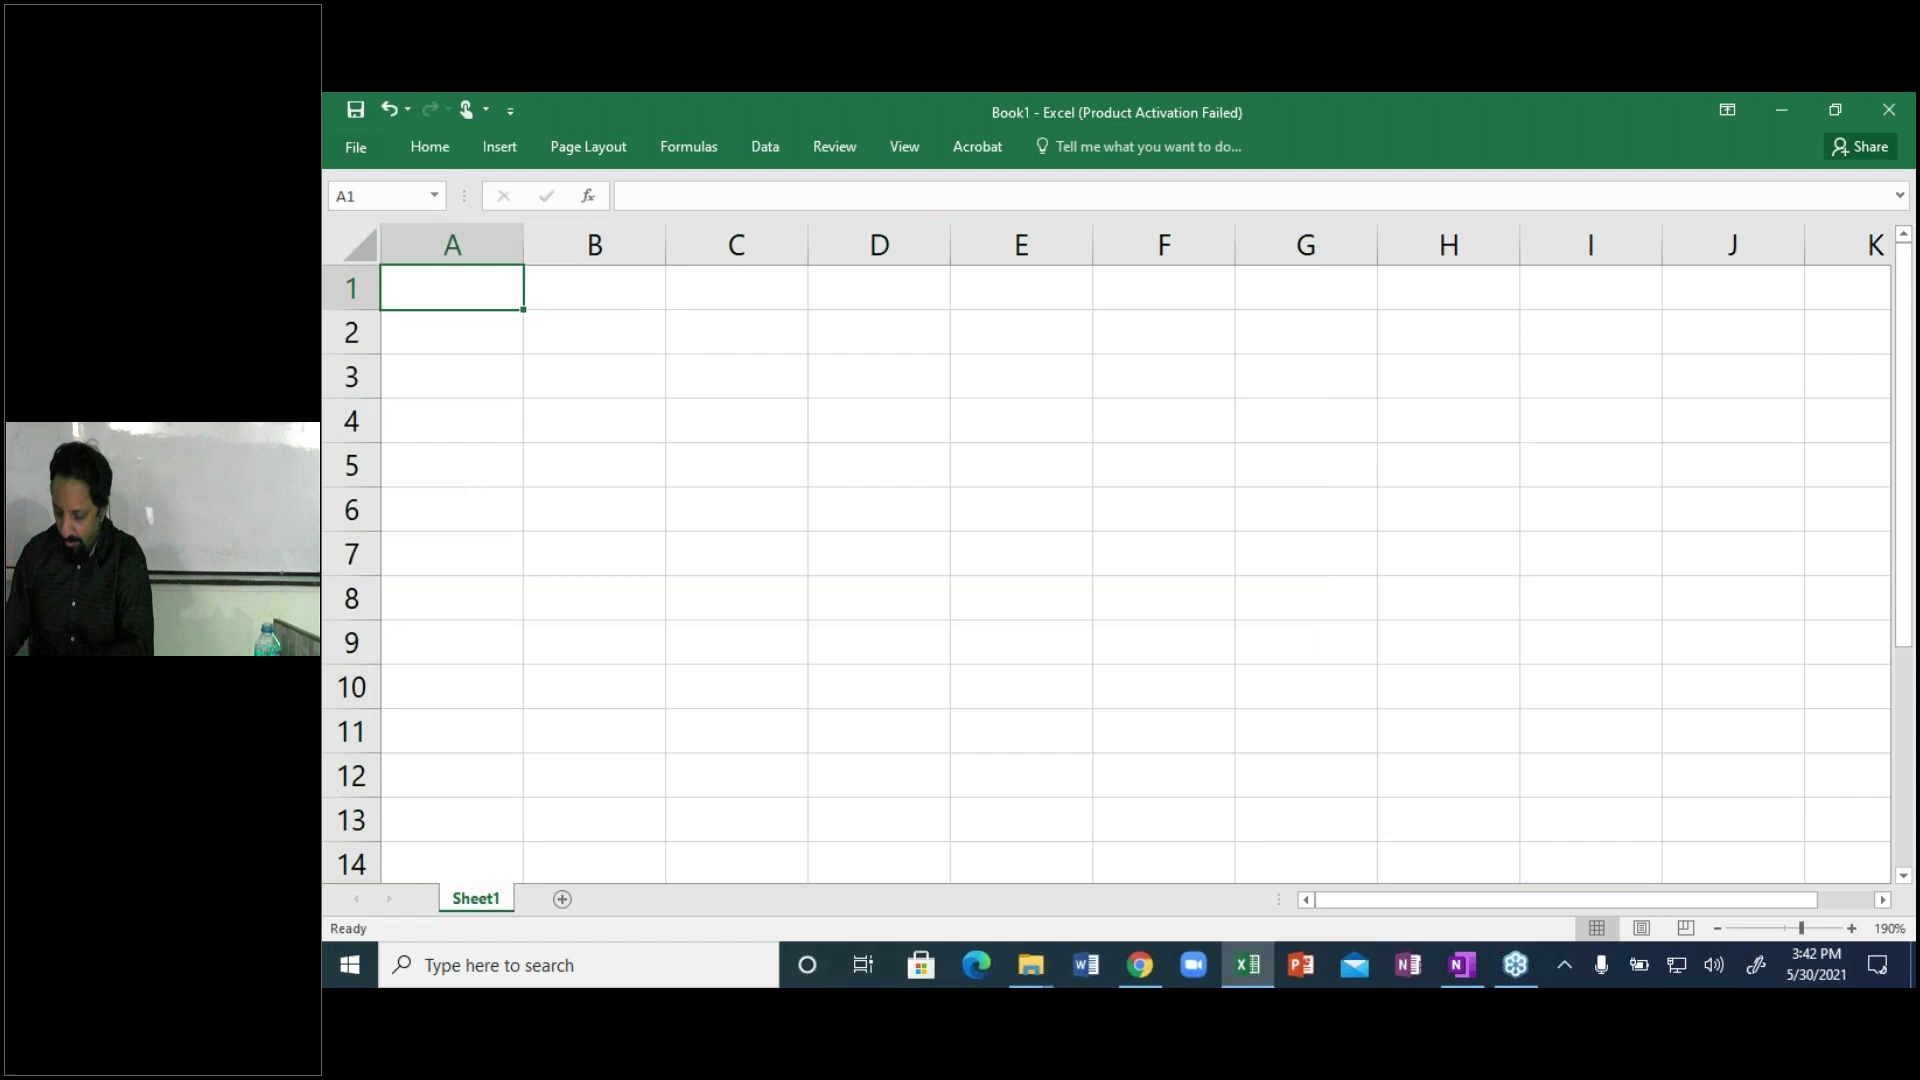 Book1 - Excel (Product Activation Failed)
File Home Insert Page Layout Formulas Data Review View Acrobat Tell me what you want to do... Share
A1 fx
A B C D E F G H I J K
1
2
3
4
5
6
7
8
9
10
11
12
13
14
Sheet1
Ready 190%
Type here to search
3:42 PM
5/30/2021